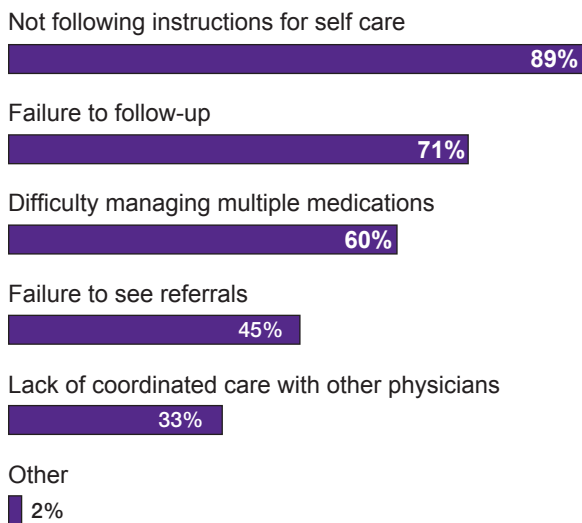 Not following instructions for self care
89%
Failure to follow-up
71%
Difficulty managing multiple medications
60%
Failure to see referrals
45%
Lack of coordinated care with other physicians
33%
Other
2%